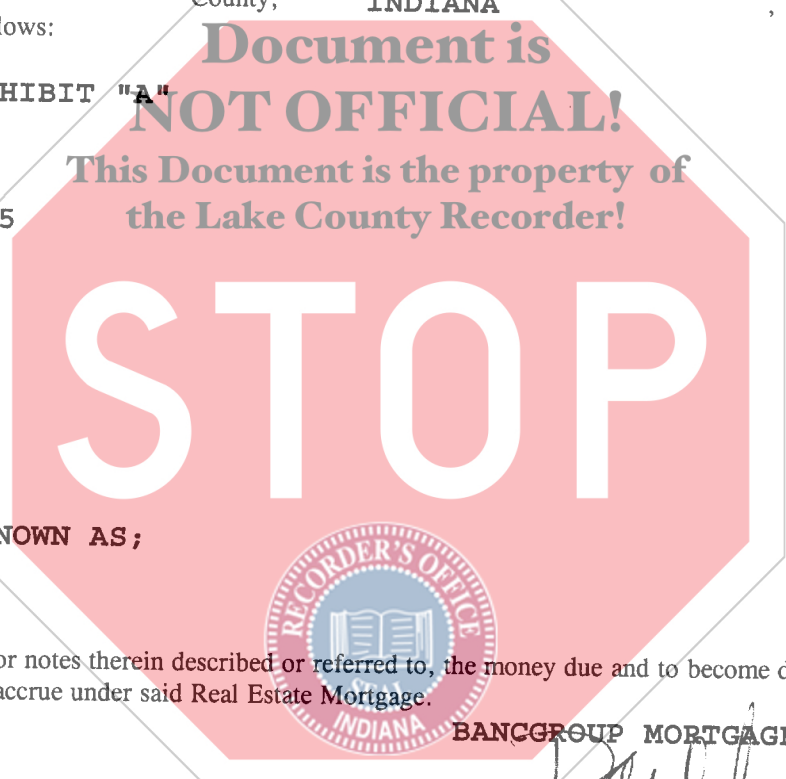 County, INDIANA ,
lows:
Document is
HIBIT "A"
NOT OFFICIAL!
This Document is the property of
5
the Lake County Recorder!
STOP
NOWN AS;
RECORDER'S OFFICE
SEAL
INDIANA
or notes therein described or referred to, the money due and to become d
accrue under said Real Estate Mortgage.
BANCGROUP MORTGAGE